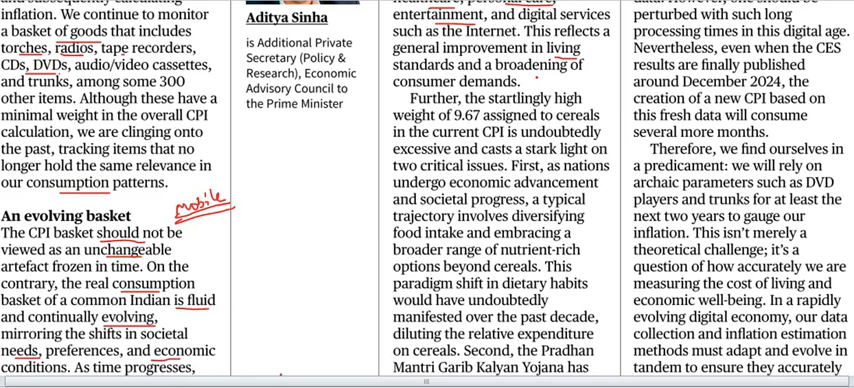 inflation. We continue to monitor
a basket of goods that includes
torches, radios, tape recorders,
CDs, DVDs, audio/video cassettes,
and trunks, among some 300
other items. Although these have a
minimal weight in the overall CPI
calculation, we are clinging onto
the past, tracking items that no
longer hold the same relevance in
our consumption patterns.
mobile
An evolving basket
The CPI basket should not be
viewed as an unchangeable
artefact frozen in time. On the
contrary, the real consumption
basket of a common Indian is fluid
and continually evolving,
mirroring the shifts in societal
needs, preferences, and economic
conditions. As time progresses,
Aditya Sinha
is Additional Private
Secretary (Policy &
Research), Economic
Advisory Council to
the Prime Minister
entertainment, and digital services
such as the Internet. This reflects a
general improvement in living
standards and a broadening of
consumer demands.
Further, the startlingly high
weight of 9.67 assigned to cereals
in the current CPI is undoubtedly
excessive and casts a stark light on
two critical issues. First, as nations
undergo economic advancement
and societal progress, a typical
trajectory involves diversifying
food intake and embracing a
broader range of nutrient-rich
options beyond cereals. This
paradigm shift in dietary habits
would have undoubtedly
manifested over the past decade,
diluting the relative expenditure
on cereals. Second, the Pradhan
Mantri Garib Kalyan Yojana has
perturbed with such long
processing times in this digital age.
Nevertheless, even when the CES
results are finally published
around December 2024, the
creation of a new CPI based on
this fresh data will consume
several more months.
Therefore, we find ourselves in
a predicament: we will rely on
archaic parameters such as DVD
players and trunks for at least the
next two years to gauge our
inflation. This isn't merely a
theoretical challenge; it's a
question of how accurately we are
measuring the cost of living and
economic well-being. In a rapidly
evolving digital economy, our data
collection and inflation estimation
methods must adapt and evolve in
tandem to ensure they accurately